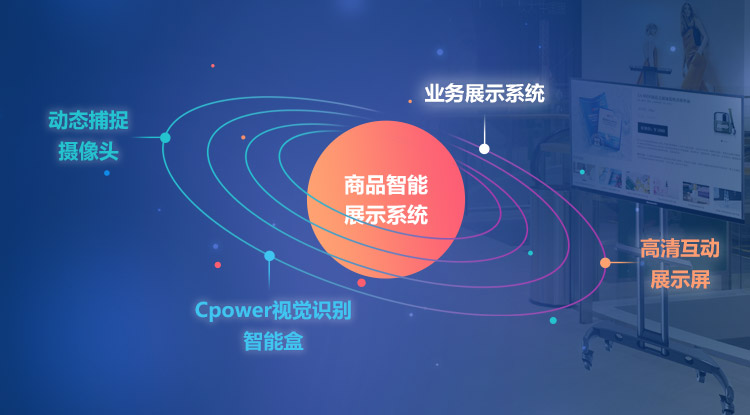 业务展示系统
动态捕捉
摄像头
商品智能
展示系统
高清互动
展示屏
Cpower视觉识别
智能盒